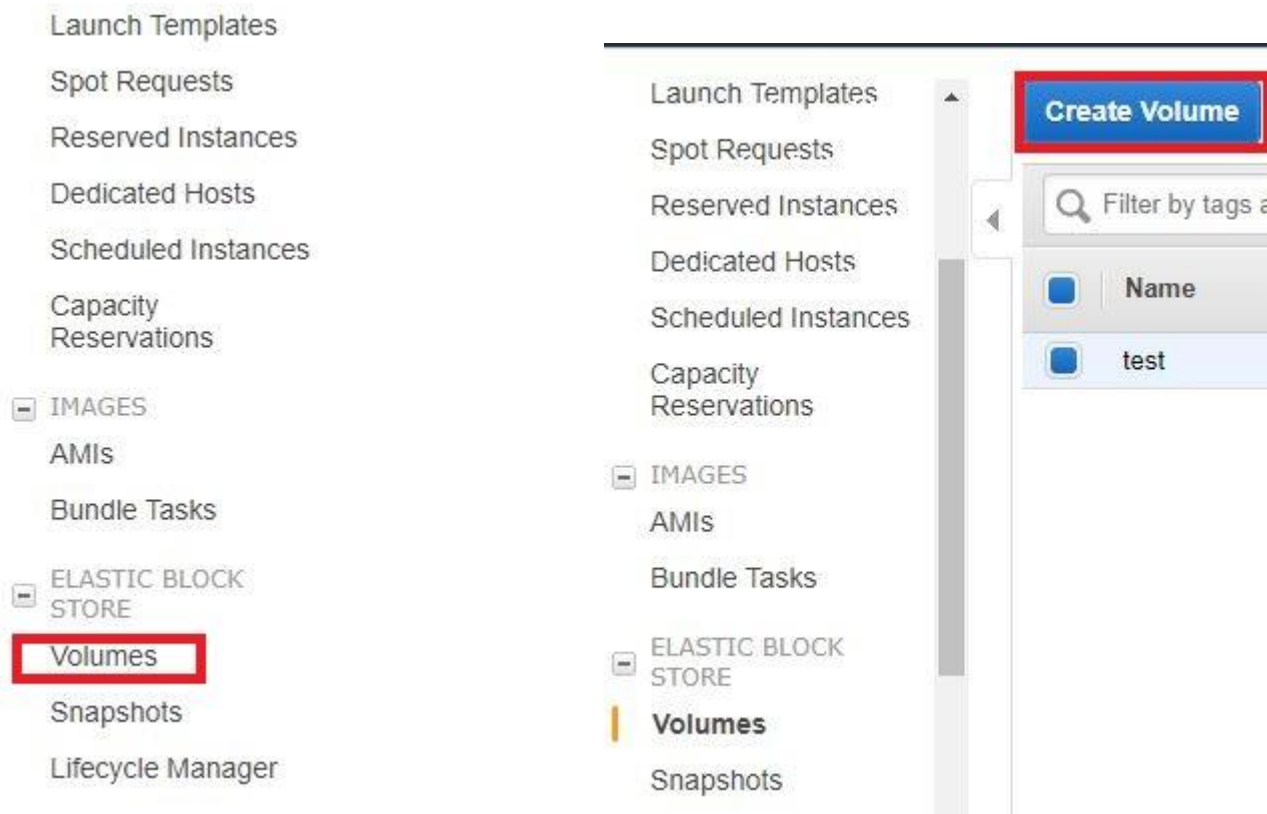 Launch Templates
Spot Requests
Reserved Instances
Dedicated Hosts
Scheduled Instances
Capacity
Reservations
IMAGES
AMIs
Bundle Tasks
ELASTIC BLOCK
STORE
Volumes
Snapshots
Lifecycle Manager
Launch Templates
Spot Requests
Reserved Instances
Dedicated Hosts
Scheduled Instances
Capacity
Reservations
IMAGES
AMIs
Bundle Tasks
ELASTIC BLOCK
STORE
Volumes
Snapshots
Create Volume
Filter by tags a
Name
test